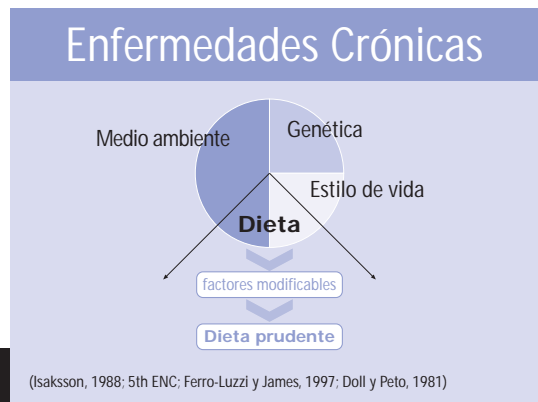 Enfermedades Crónicas
Medio ambiente
Genética
Estilo de vida
Dieta
factores modificables
Dieta prudente
(Isaksson, 1988; 5th ENC; Ferro-Luzzi y James, 1997; Doll y Peto, 1981)